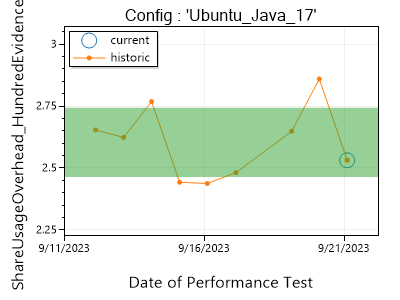 Config : 'Ubuntu_Java_17'
current
historic
ShareUsageOverhead_HundredEvidence
3
2.75
2.5
2.25
9/11/2023
9/16/2023
9/21/2023
Date of Performance Test